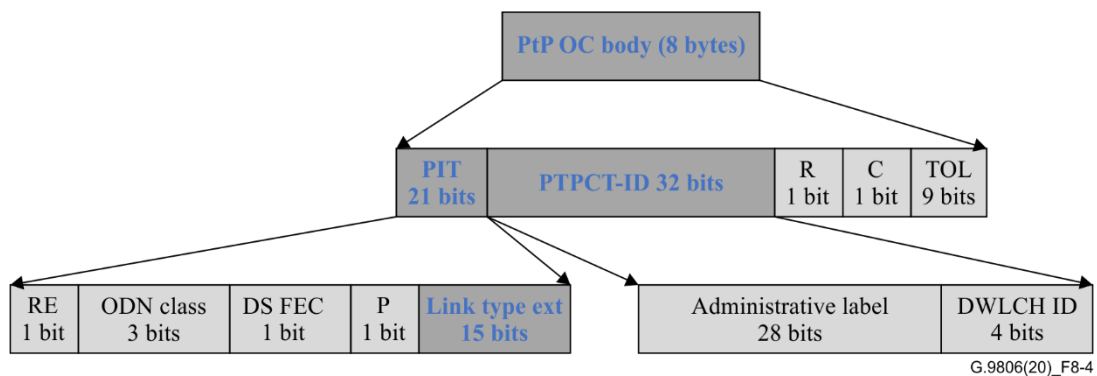 PtP OC body (8 bytes)
PIT
21 bits
PTPCT-ID 32 bits
R
1 bit
C
1 bit
TOL
9 bits
RE
1 bit
ODN class
3 bits
DS FEC
1 bit
P
1 bit
Link type ext
15 bits
Administrative label
28 bits
DWLCH ID
4 bits
G.9806(20)_F8-4